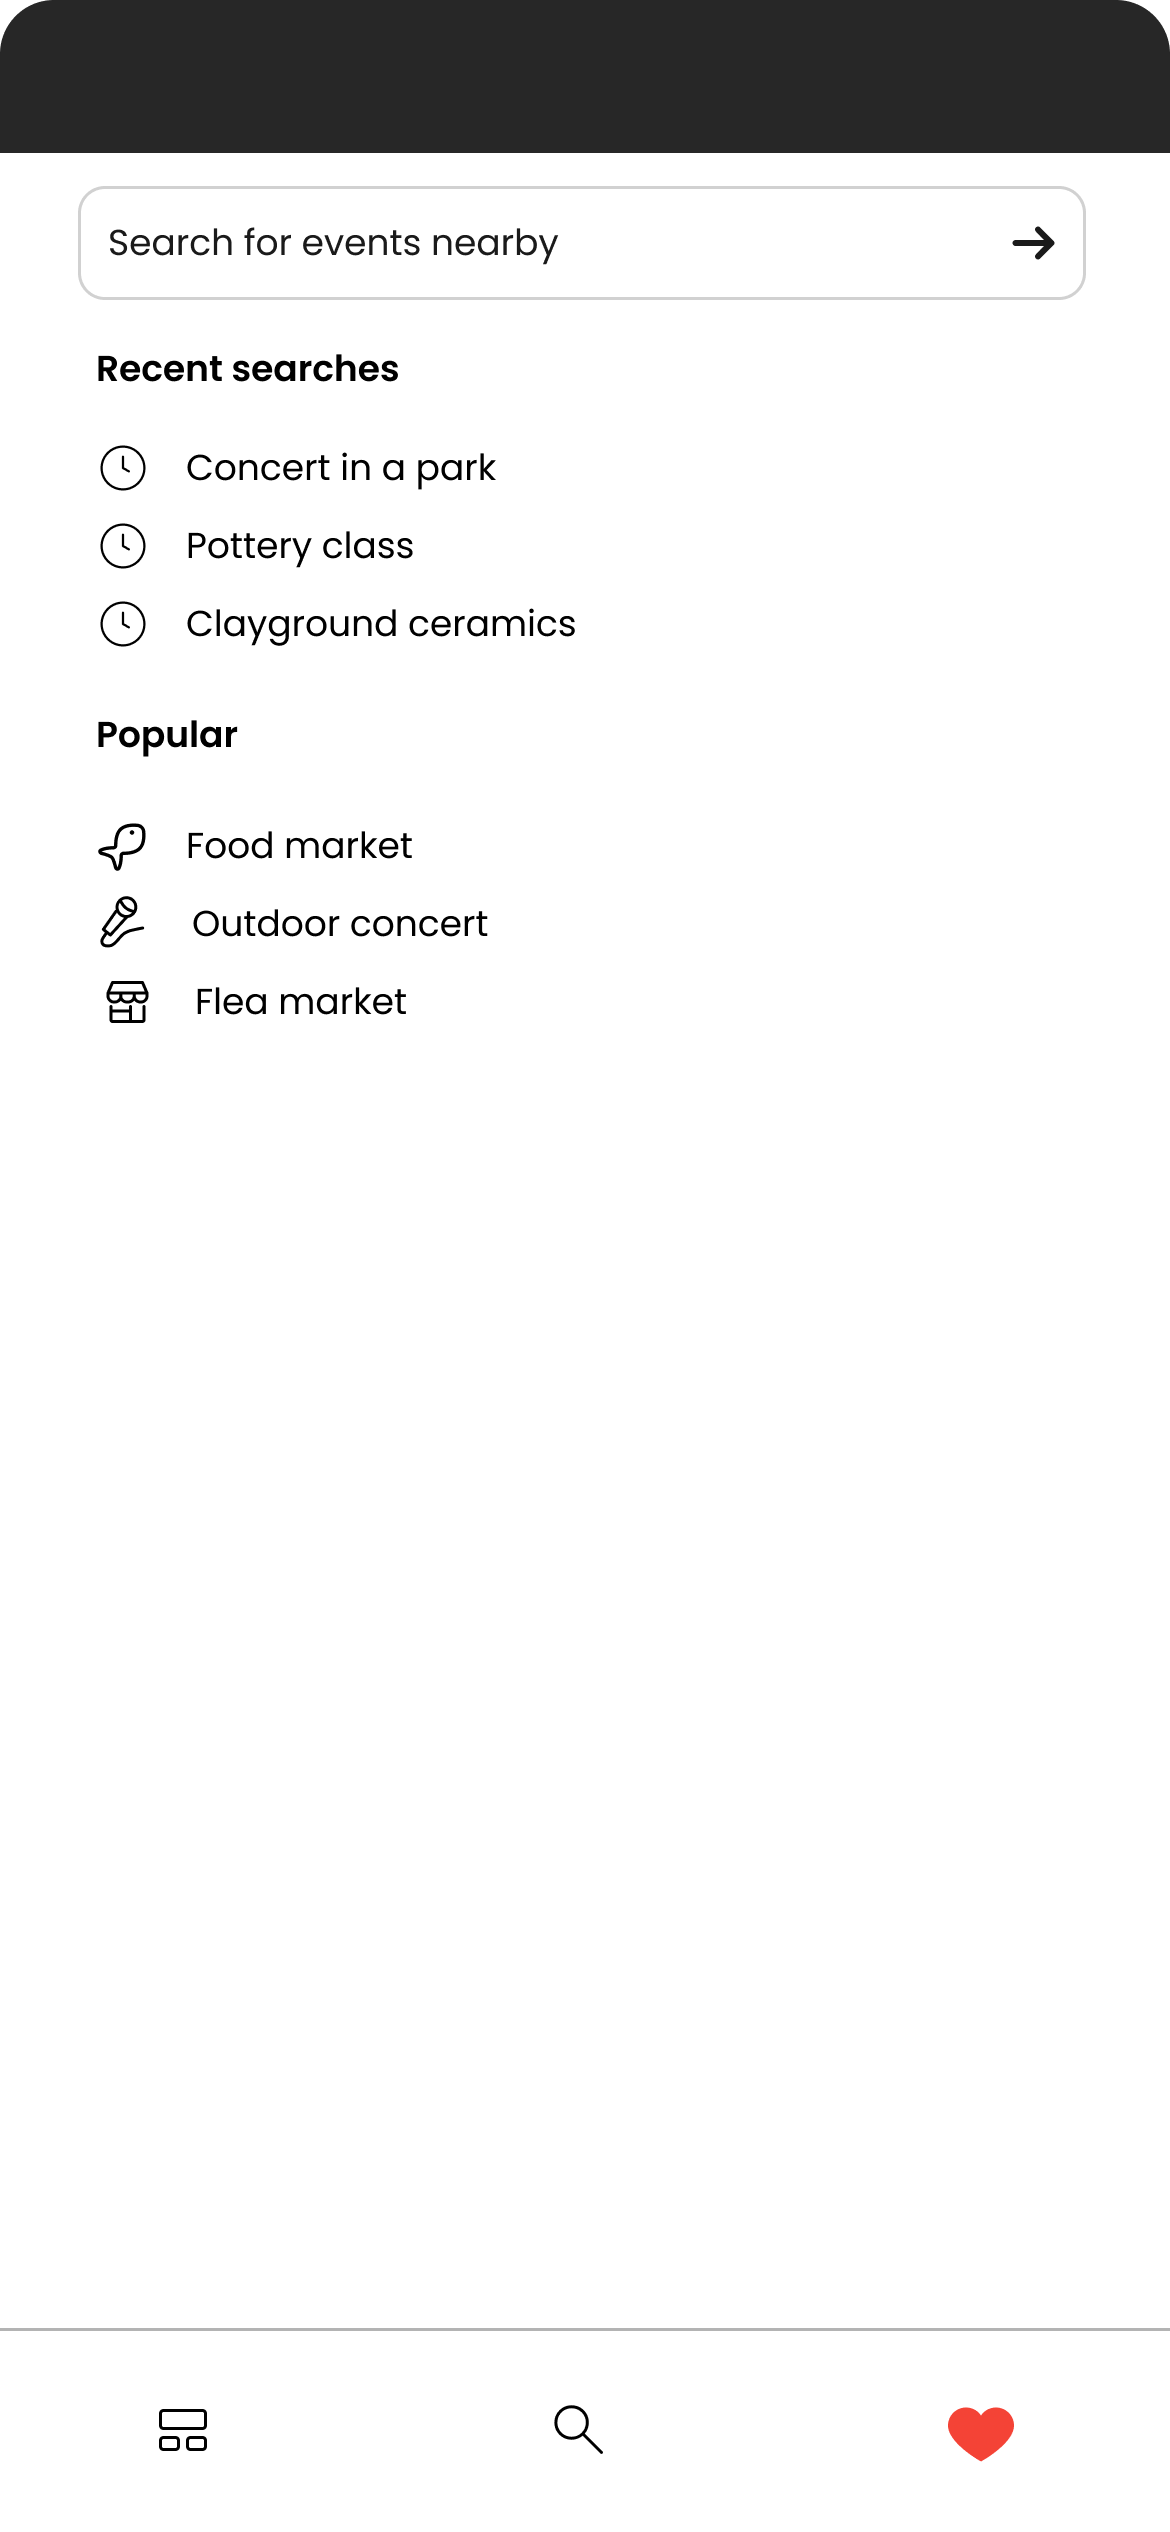 Search for events nearby
Recent searches
Concert in a park
Pottery class
Clayground ceramics
Popular
Food market
Outdoor concert
Flea market